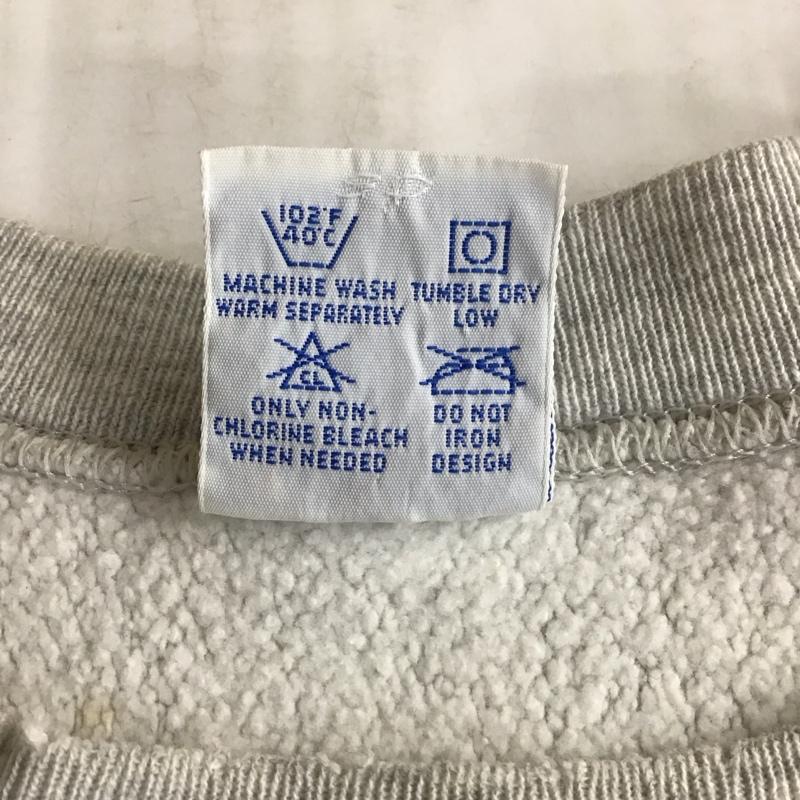 102°F
40°C
MACHINE WASH
WARM SEPARATELY
TUMBLE DRY
LOW
CL
ONLY NON-
CHLORINE BLEACH
WHEN NEEDED
DO NOT
IRON
DESIGN